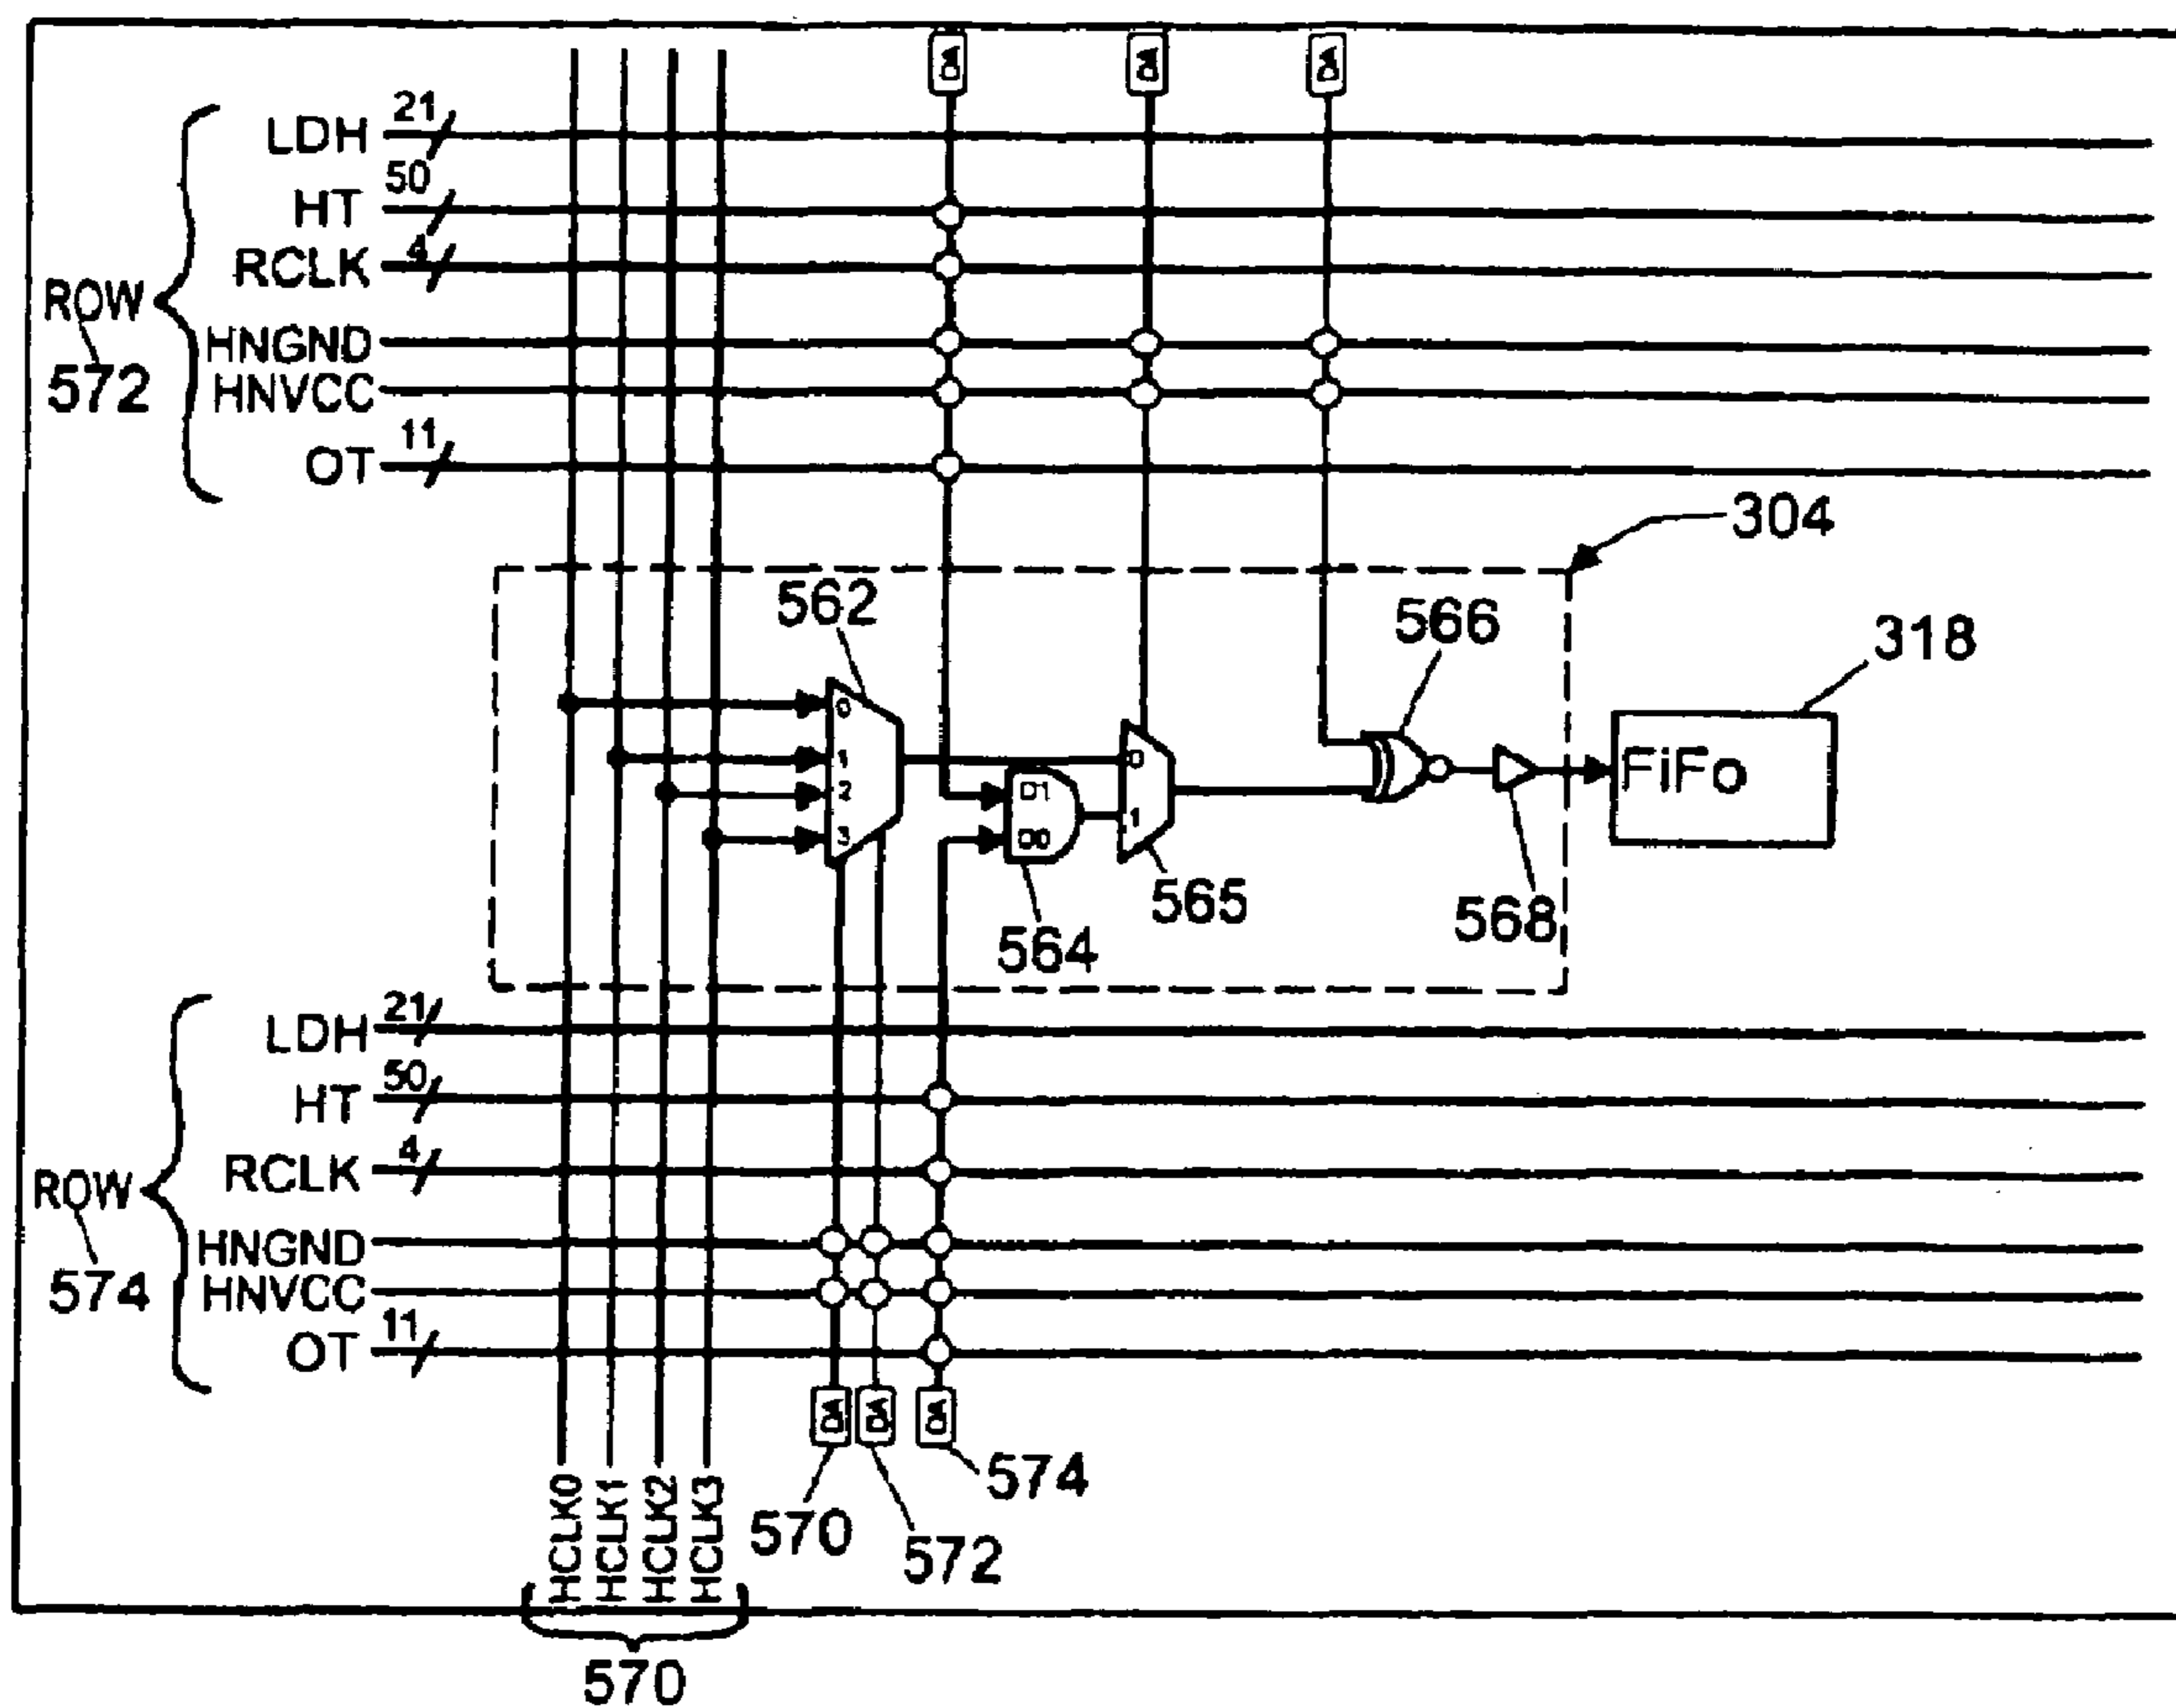 21
LDH
50
HT
4
RCLK
ROW
572
HNGND
HNVCC
11
OT
304
562
566
318
0
1
2
3
0
1
D1
FiFo
565
564
568
21
LDH
50
HT
4
RCLK
ROW
574
HNGND
HNVCC
11
OT
574
570
572
HCLK0
HCLK1
HCLK2
HCLK3
570